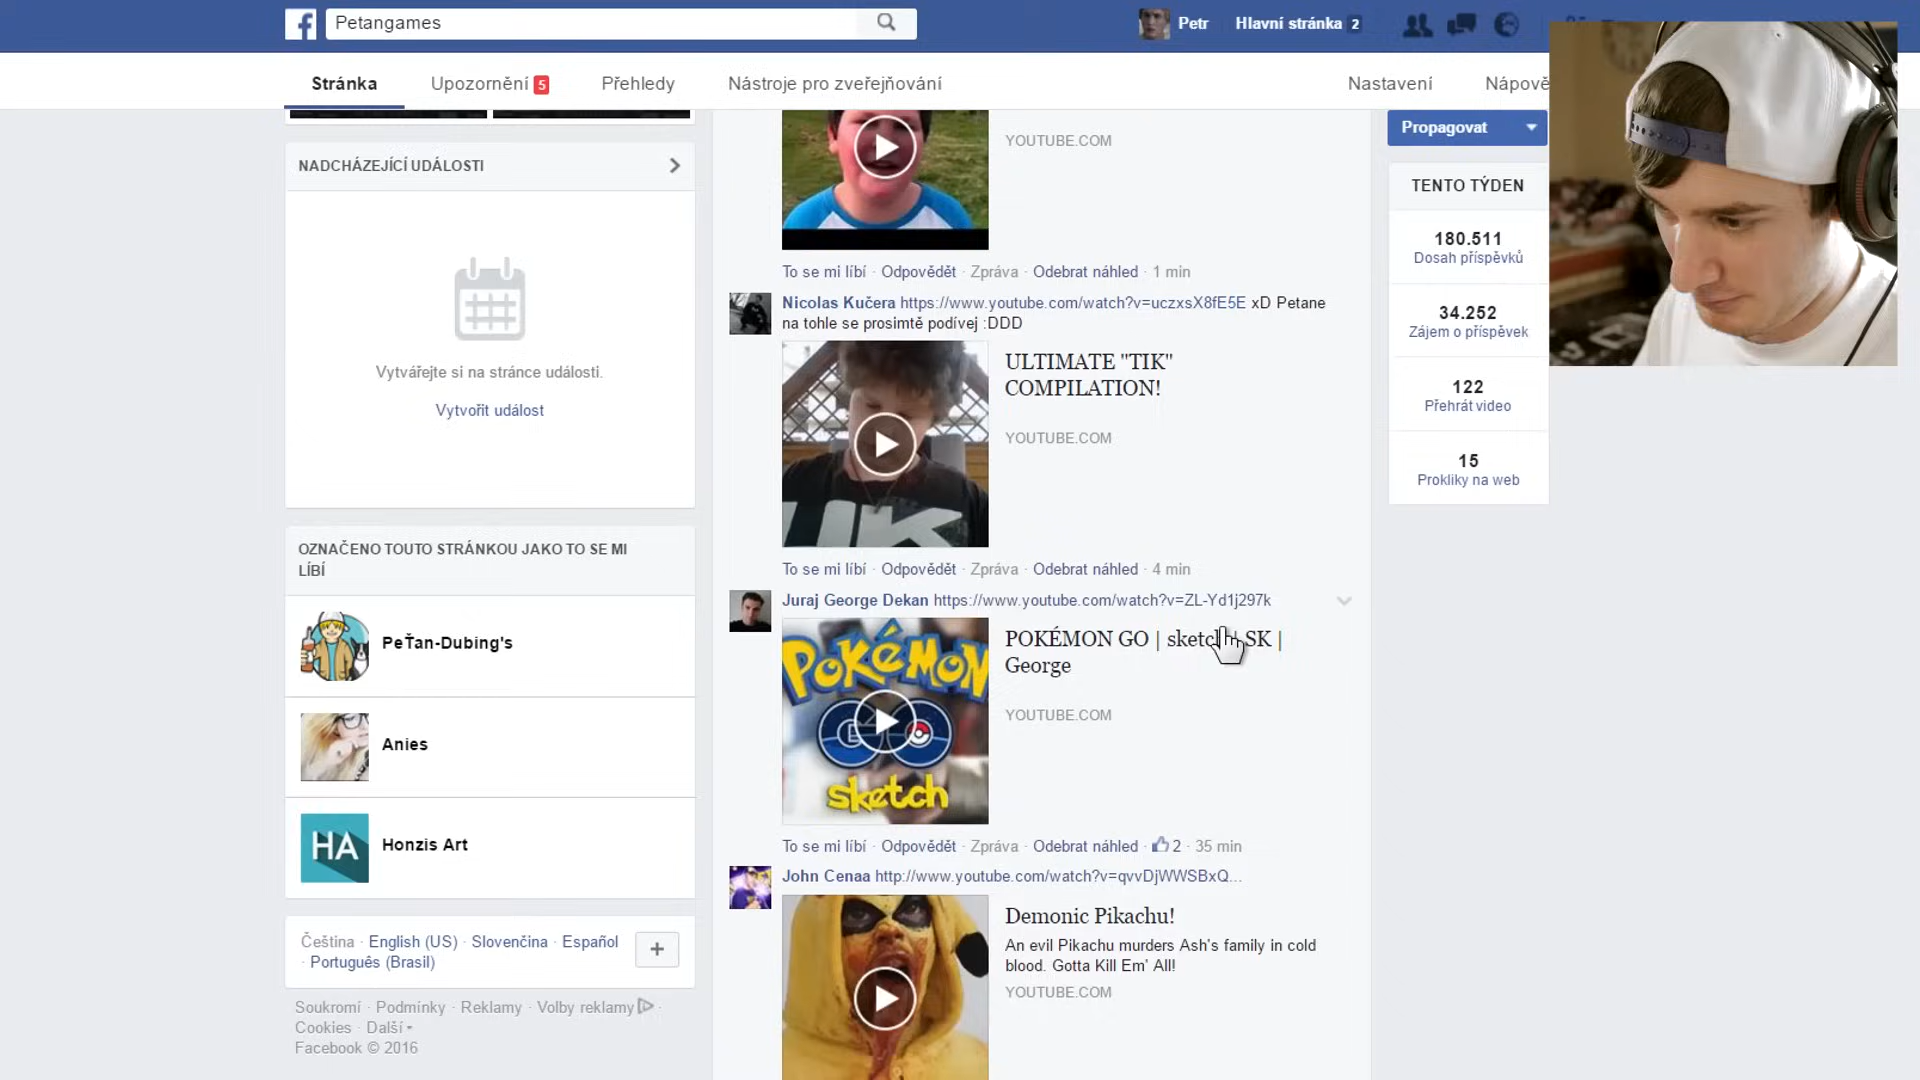 Petangames
Petr
Hlavní stránka 2
Stránka
Upozornění 5
Přehledy
Nástroje pro zveřejňování
Nastavení
Nápově
NADCHÁZEJÍCÍ UDÁLOSTI
Vytvářejte si na stránce události.
Vytvořit událost
OZNAČENO TOUTO STRÁNKOU JAKO TO SE MI
LÍBÍ
PeŤan-Dubing's
Anies
HA
Honzis Art
Čeština · English (US) · Slovenčina · Español
· Português (Brasil)
Soukromí · Podmínky · Reklamy · Volby reklamy ·
Cookies · Další
Facebook © 2016
YOUTUBE.COM
To se mi líbí · Odpovědět · Zpráva · Odebrat náhled · 1 min
Nicolas Kučera https://www.youtube.com/watch?v=uczxsX8fE5E xD Petane
na tohle se prosimtě podívej :DDD
ULTIMATE "TIK"
COMPILATION!
YOUTUBE.COM
To se mi líbí · Odpovědět · Zpráva · Odebrat náhled · 4 min
Juraj George Dekan https://www.youtube.com/watch?v=ZL-Yd1j297k
POKÉMON
GO
sketch
POKÉMON GO | sketch | SK |
George
YOUTUBE.COM
To se mi líbí · Odpovědět · Zpráva · Odebrat náhled · 2 · 35 min
John Cenaa http://www.youtube.com/watch?v=qvvDjWWSBxQ...
Demonic Pikachu!
An evil Pikachu murders Ash's family in cold
blood. Gotta Kill Em' All!
YOUTUBE.COM
Propagovat
TENTO TÝDEN
180.511
Dosah příspěvků
34.252
Zájem o příspěvek
122
Přehrát video
15
Prokliky na web